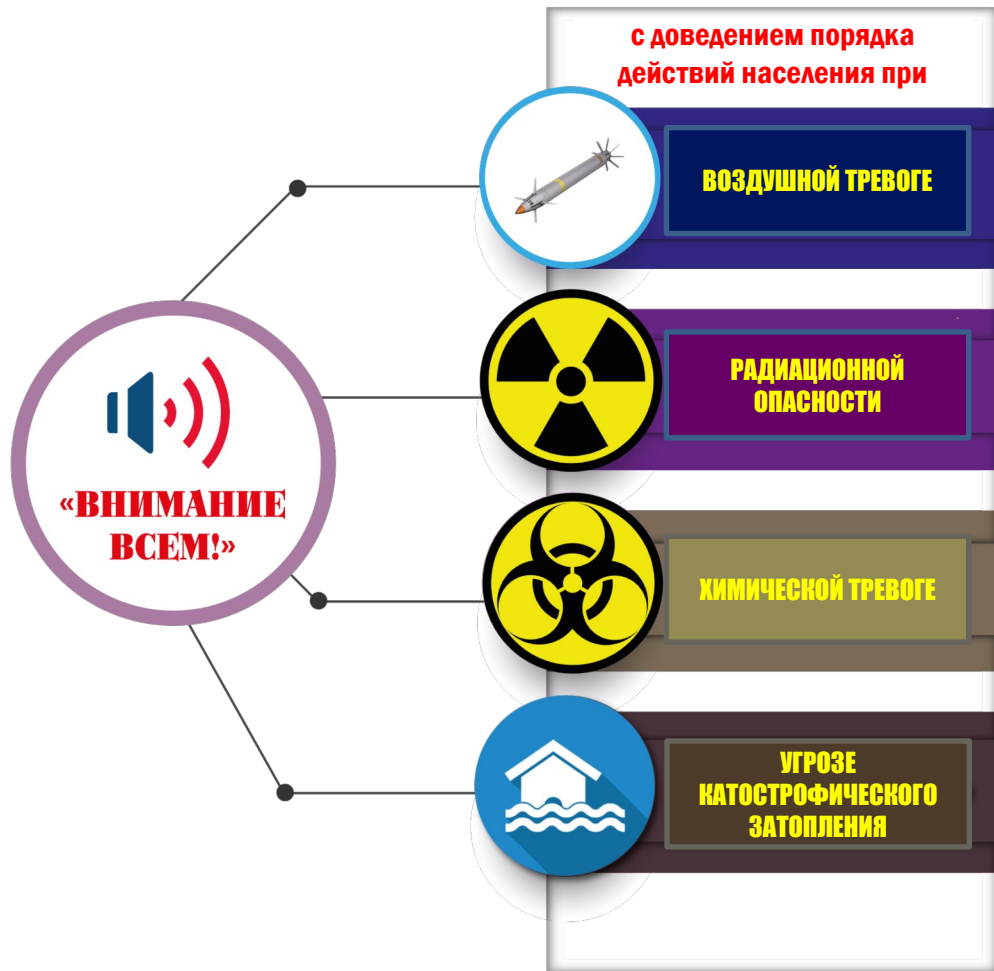 с доведением порядка
действий населения при
ВОЗДУШНОЙ ТРЕВОГЕ
РАДИАЦИОННОЙ
ОПАСНОСТИ
«ВНИМАНИЕ
ВСЕМ!»
ХИМИЧЕСКОЙ ТРЕВОГЕ
УГРОЗЕ
КАТОСТРОФИЧЕСКОГО
ЗАТОПЛЕНИЯ